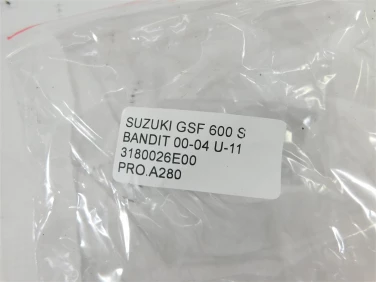 SUZUKI GSF 600 S
BANDIT 00-04 U-11
3180026E00
PRO.A280